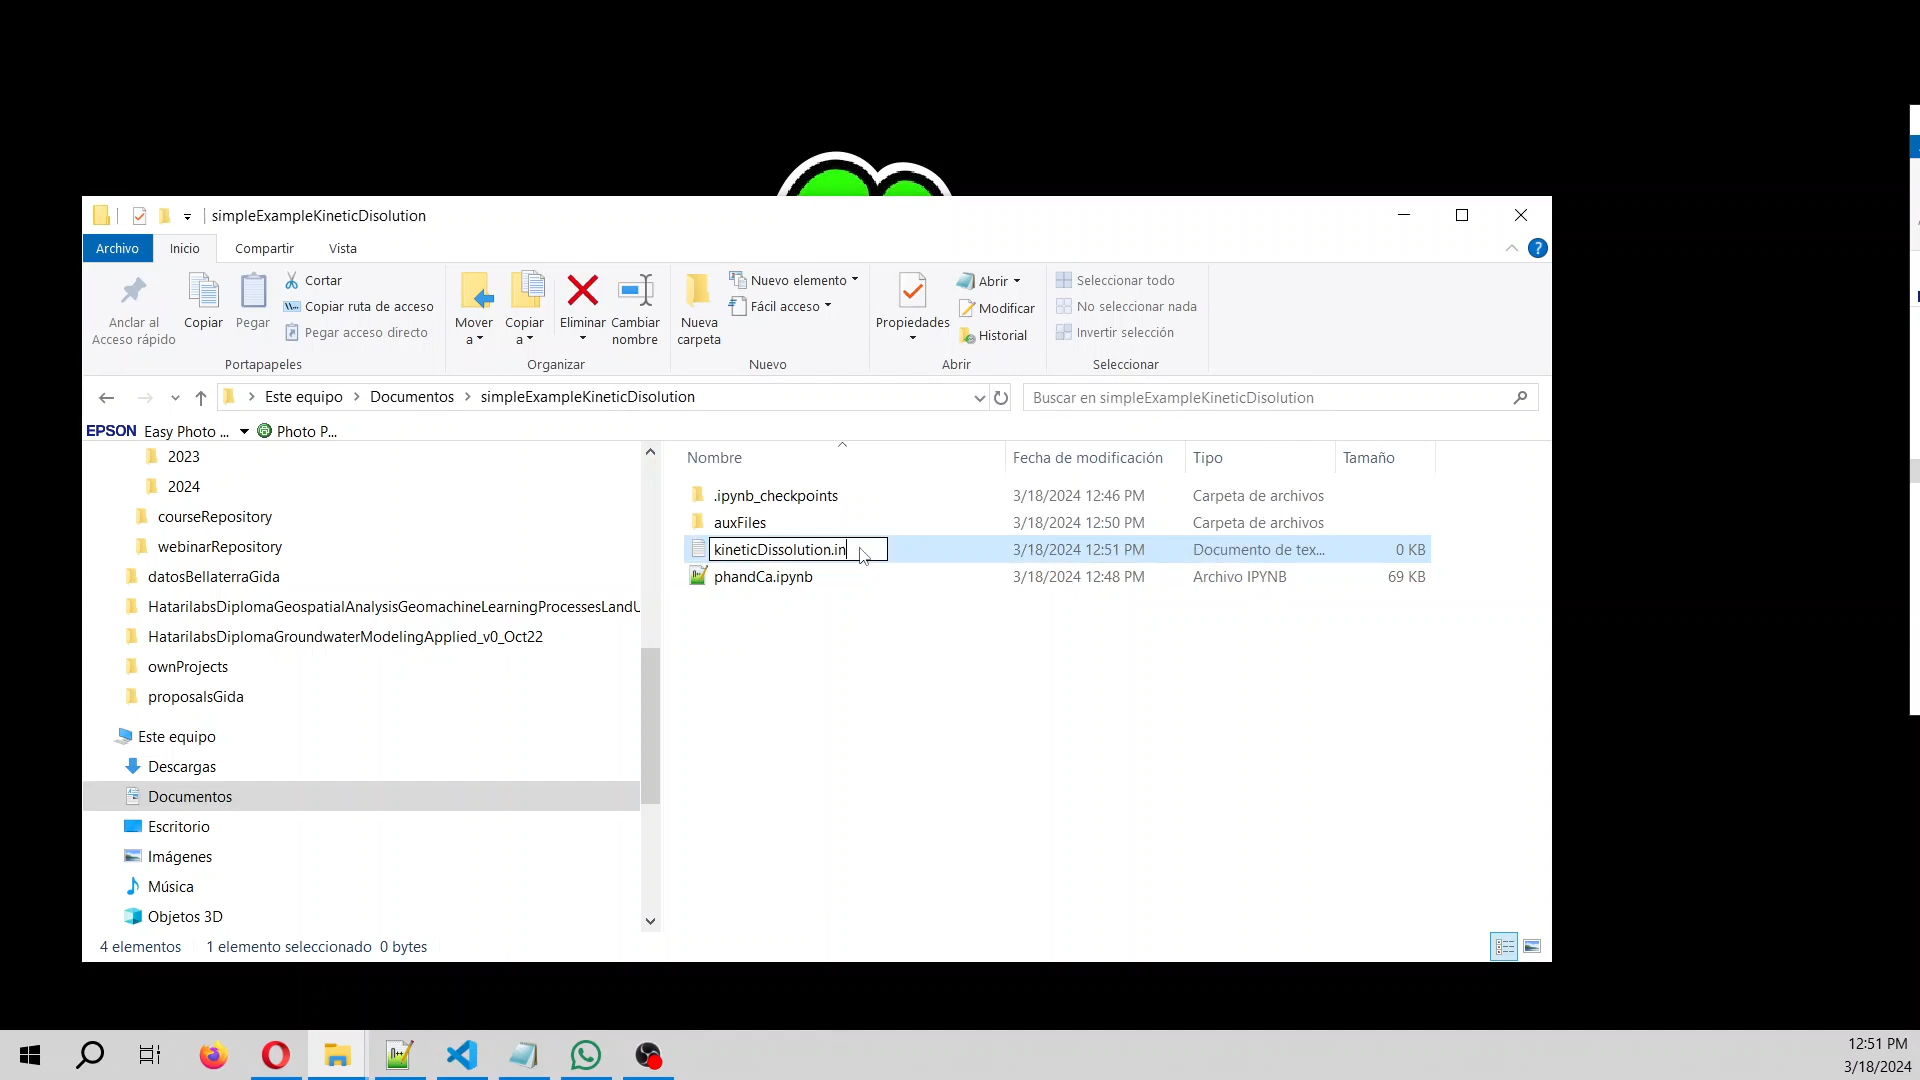 simpleExampleKineticDisolution
Archivo Inicio Compartir Vista
Anclar al Acceso rápido
Copiar
Pegar
Cortar
Copiar ruta de acceso
Pegar acceso directo
Portapapeles
Mover a
Copiar a
Eliminar
Cambiar nombre
Organizar
Nueva carpeta
Nuevo elemento
Fácil acceso
Nuevo
Propiedades
Abrir
Modificar
Historial
Abrir
Seleccionar todo
No seleccionar nada
Invertir selección
Seleccionar
Este equipo > Documentos > simpleExampleKineticDisolution
Buscar en simpleExampleKineticDisolution
EPSON Easy Photo ... Photo P...
2023
2024
courseRepository
webinarRepository
datosBellaterraGida
HatarilabsDiplomaGeospatialAnalysisGeomachineLearningProcessesLandU
HatarilabsDiplomaGroundwaterModelingApplied_v0_Oct22
ownProjects
proposalsGida
Este equipo
Descargas
Documentos
Escritorio
Imágenes
Música
Objetos 3D
Nombre Fecha de modificación Tipo Tamaño
.ipynb_checkpoints 3/18/2024 12:46 PM Carpeta de archivos
auxFiles 3/18/2024 12:50 PM Carpeta de archivos
kineticDissolution.in 3/18/2024 12:51 PM Documento de tex... 0 KB
phandCa.ipynb 3/18/2024 12:48 PM Archivo IPYNB 69 KB
4 elementos 1 elemento seleccionado 0 bytes
12:51 PM
3/18/2024